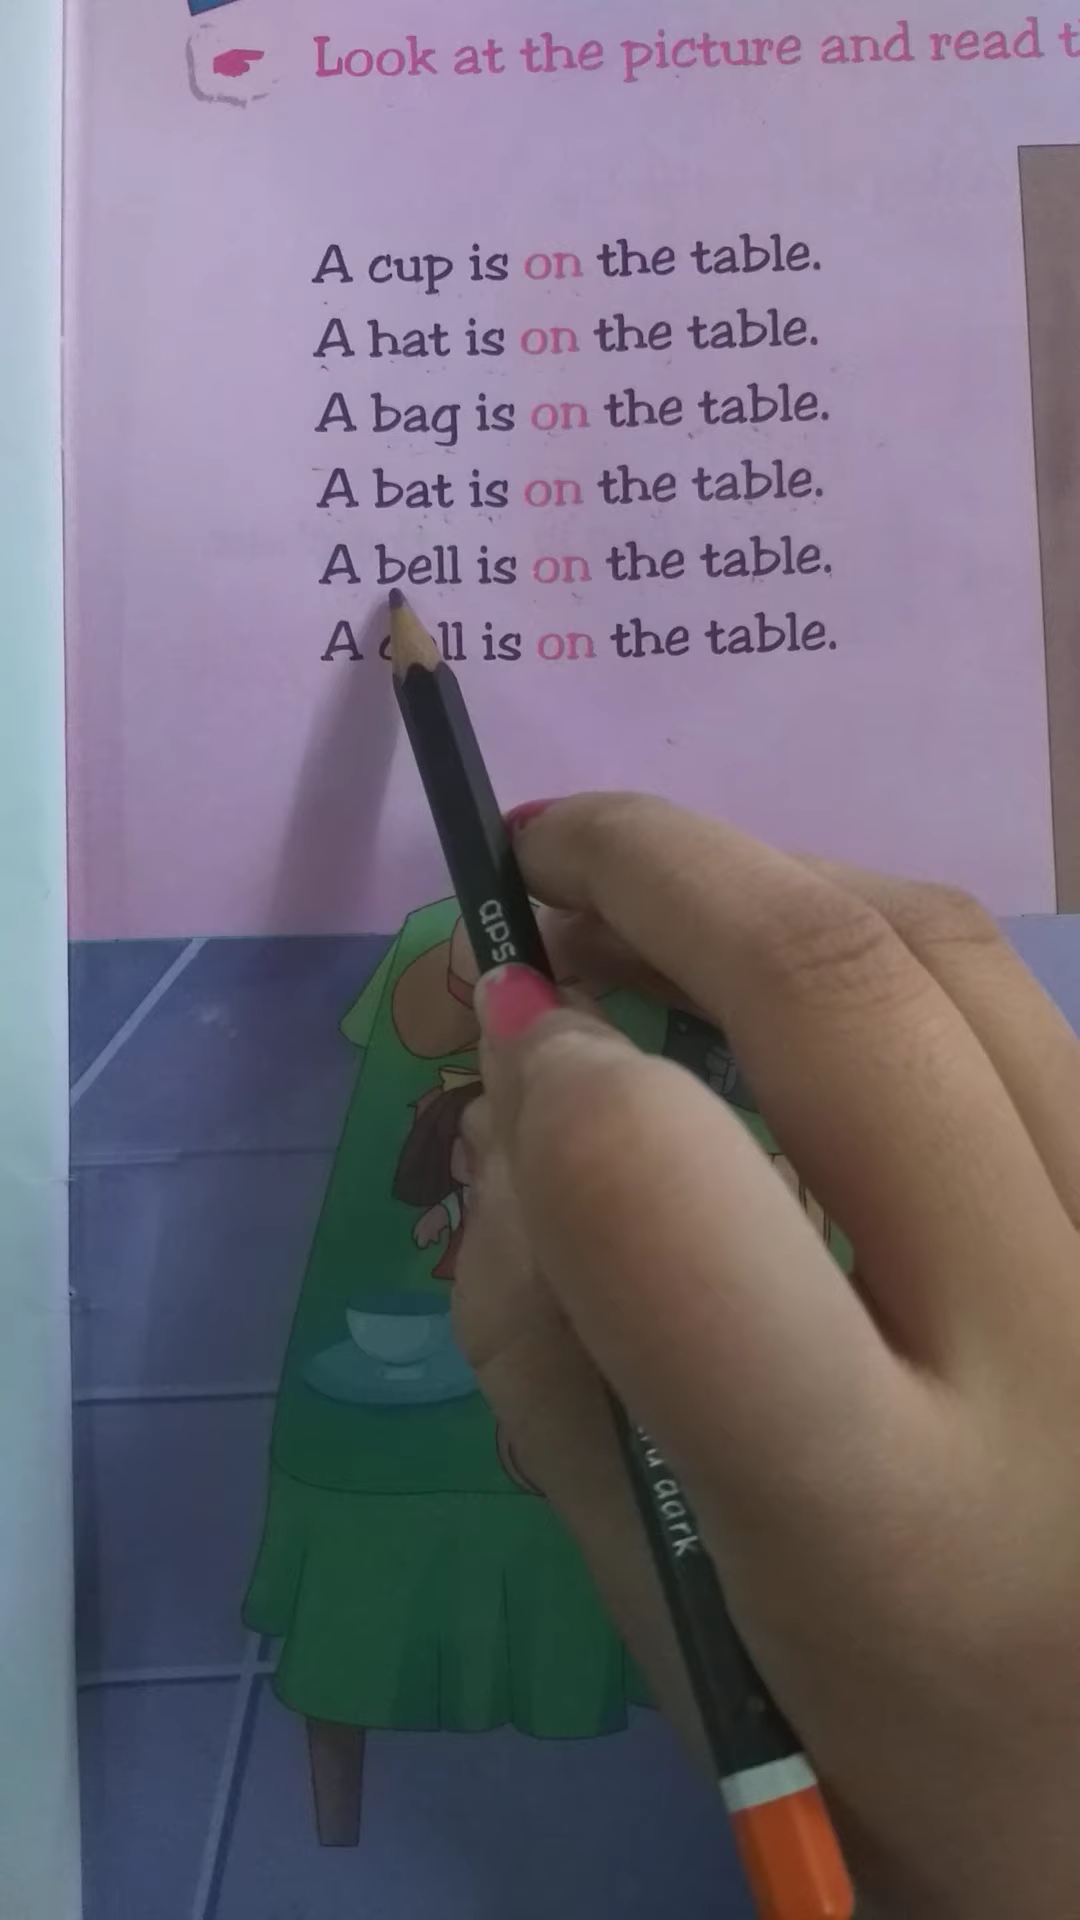 Look at the picture and read
A cup is on the table.
A hat is on the table.
A bag is on the table.
A bat is on the table.
A bell is on the table.
A is on the table.
aps
dark